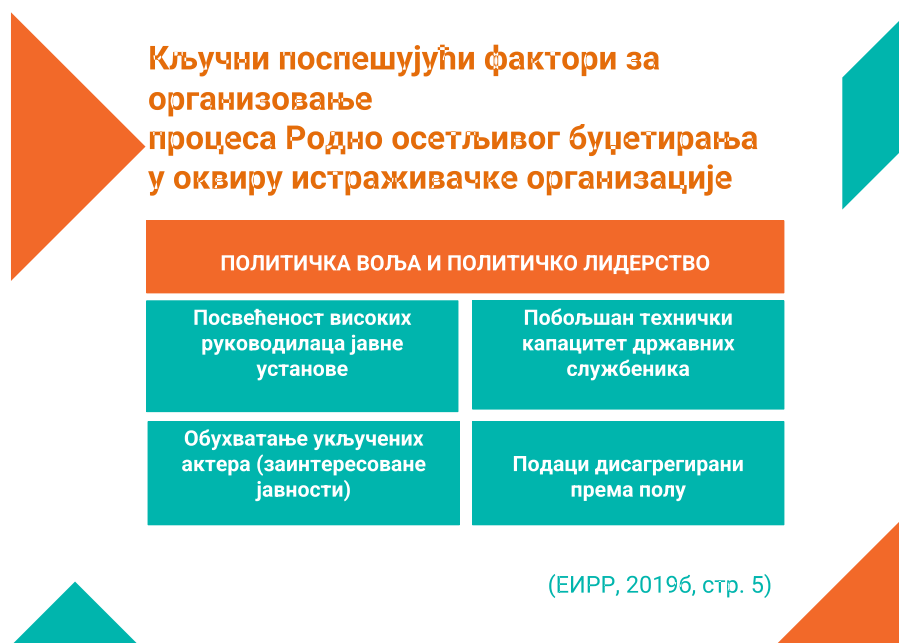 Кључни поспешујући фактори за
организовање
процеса Родно осетљивог буџетирања
у оквиру истраживачке организације
ПОЛИТИЧКА ВОЉА И ПОЛИТИЧКО ЛИДЕРСТВО
Посвећеност високих
руководилаца јавне
установе
Побољшан технички
капацитет државних
службеника
Обухватање укључених
актера (заинтересоване
јавности)
Подаци дисагрегирани
према полу
(ЕИРР, 2019б, стр. 5)